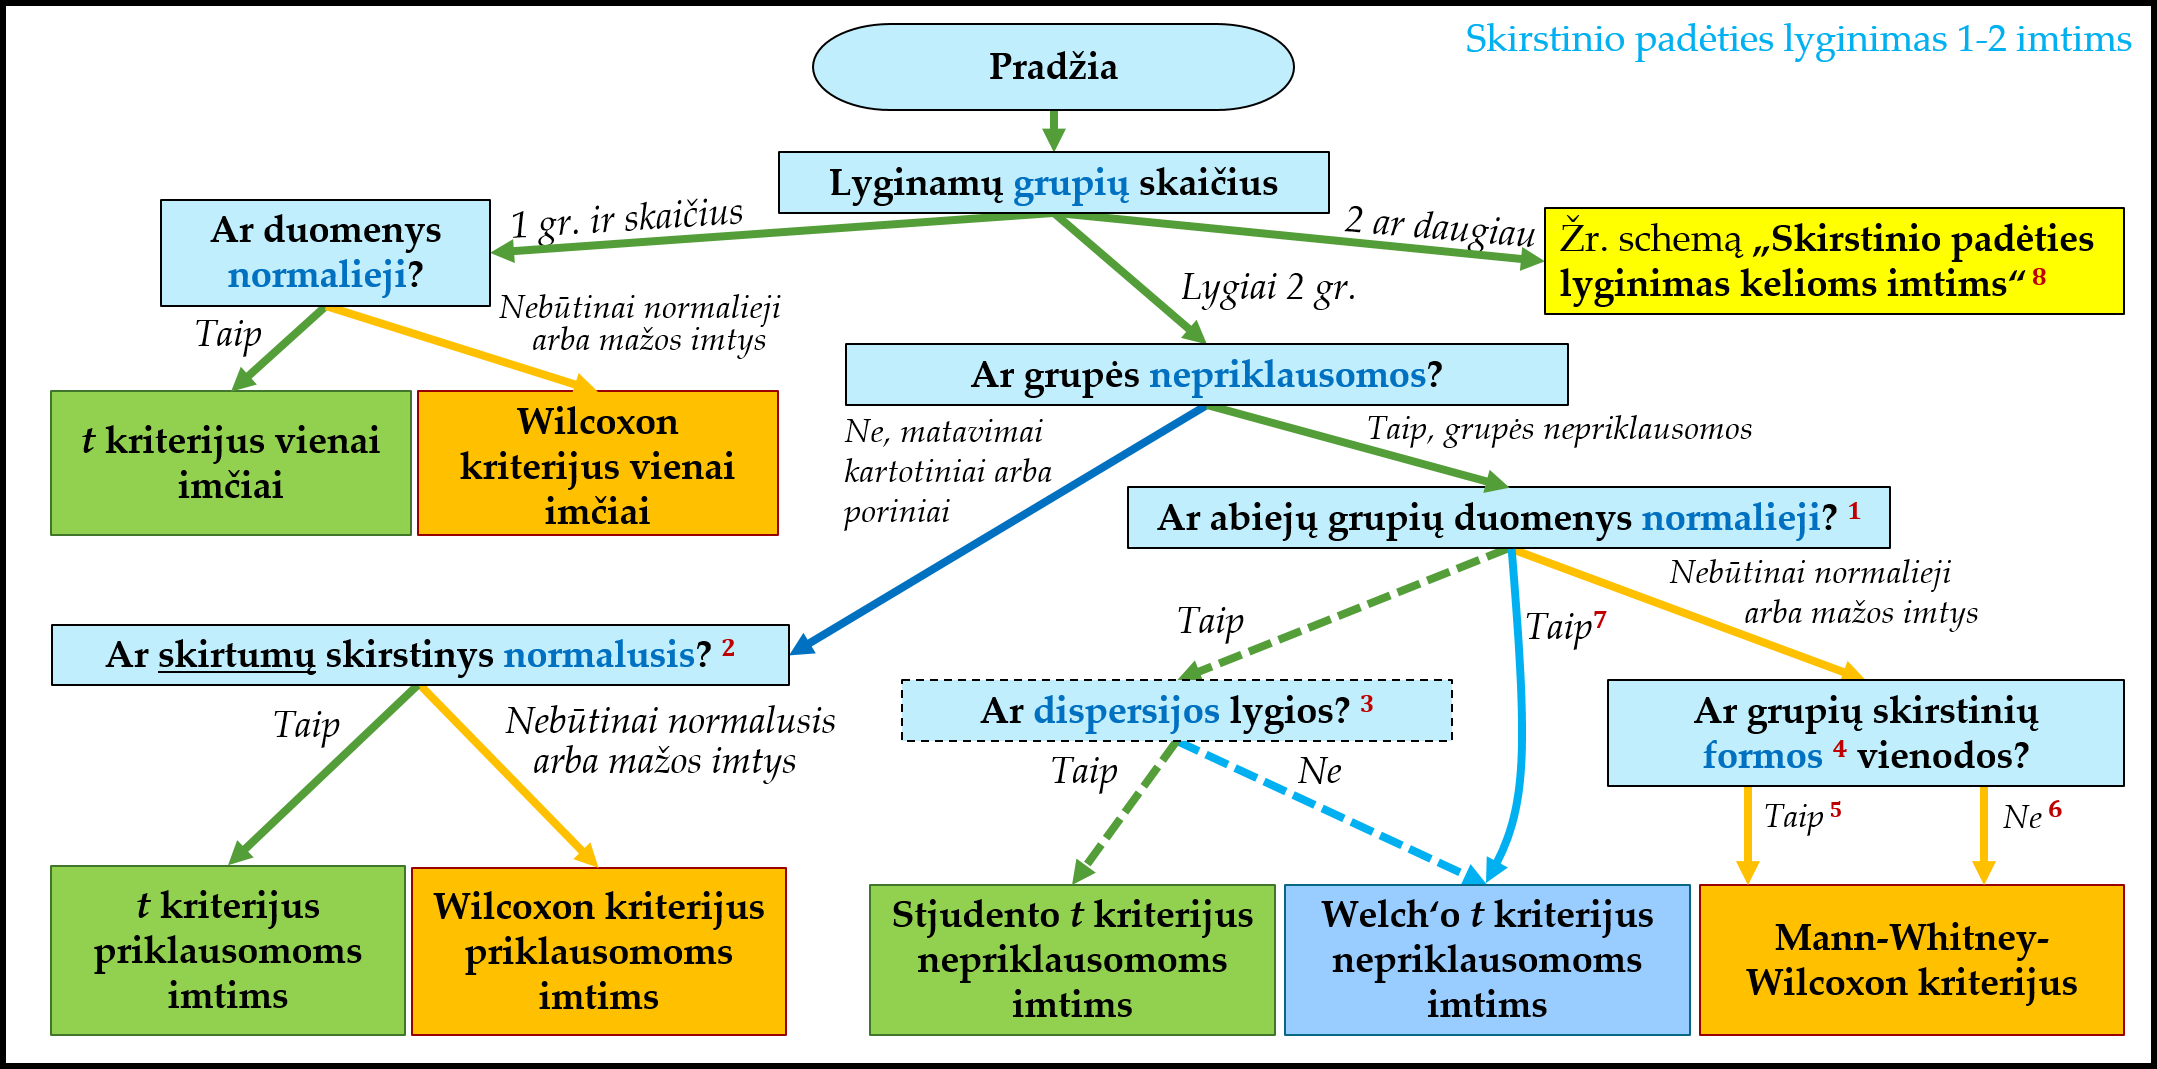 Skirstinio padėties lyginimas 1-2 imtims
Pradžia
Lyginamų grupių skaičius
1 gr. ir skaičius
2 ar daugiau
Lygiai 2 gr.
Ar duomenys
normalieji?
Žr. schemą „Skirstinio padėties
lyginimas kelioms imtims“ 8
Taip
Nebūtinai normalieji
arba mažos imtys
t kriterijus vienai
imčiai
Wilcoxon
kriterijus vienai
imčiai
Ar grupės nepriklausomos?
Ne, matavimai
kartotiniai arba
poriniai
Taip, grupės nepriklausomos
Ar abiejų grupių duomenys normalieji? 1
Taip
Taip7
Nebūtinai normalieji
arba mažos imtys
Ar skirtumų skirstinys normalusis? 2
Taip
Nebūtinai normalusis
arba mažos imtys
Ar dispersijos lygios? 3
Taip
Ne
Ar grupių skirstinių
formos 4 vienodos?
Taip 5
Ne 6
t kriterijus
priklausomoms
imtims
Wilcoxon kriterijus
priklausomoms
imtims
Stjudento t kriterijus
nepriklausomoms
imtims
Welch‘o t kriterijus
nepriklausomoms
imtims
Mann-Whitney-
Wilcoxon kriterijus